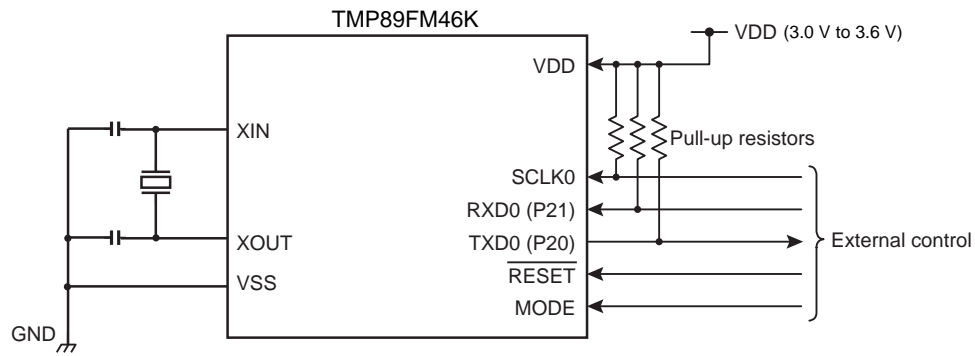 TMP89FM46K
VDD (3.0 V to 3.6 V)
VDD
XIN
Pull-up resistors
SCLK0
RXD0 (P21)
XOUT
TXD0 (P20)
External control
RESET
VSS
MODE
GND